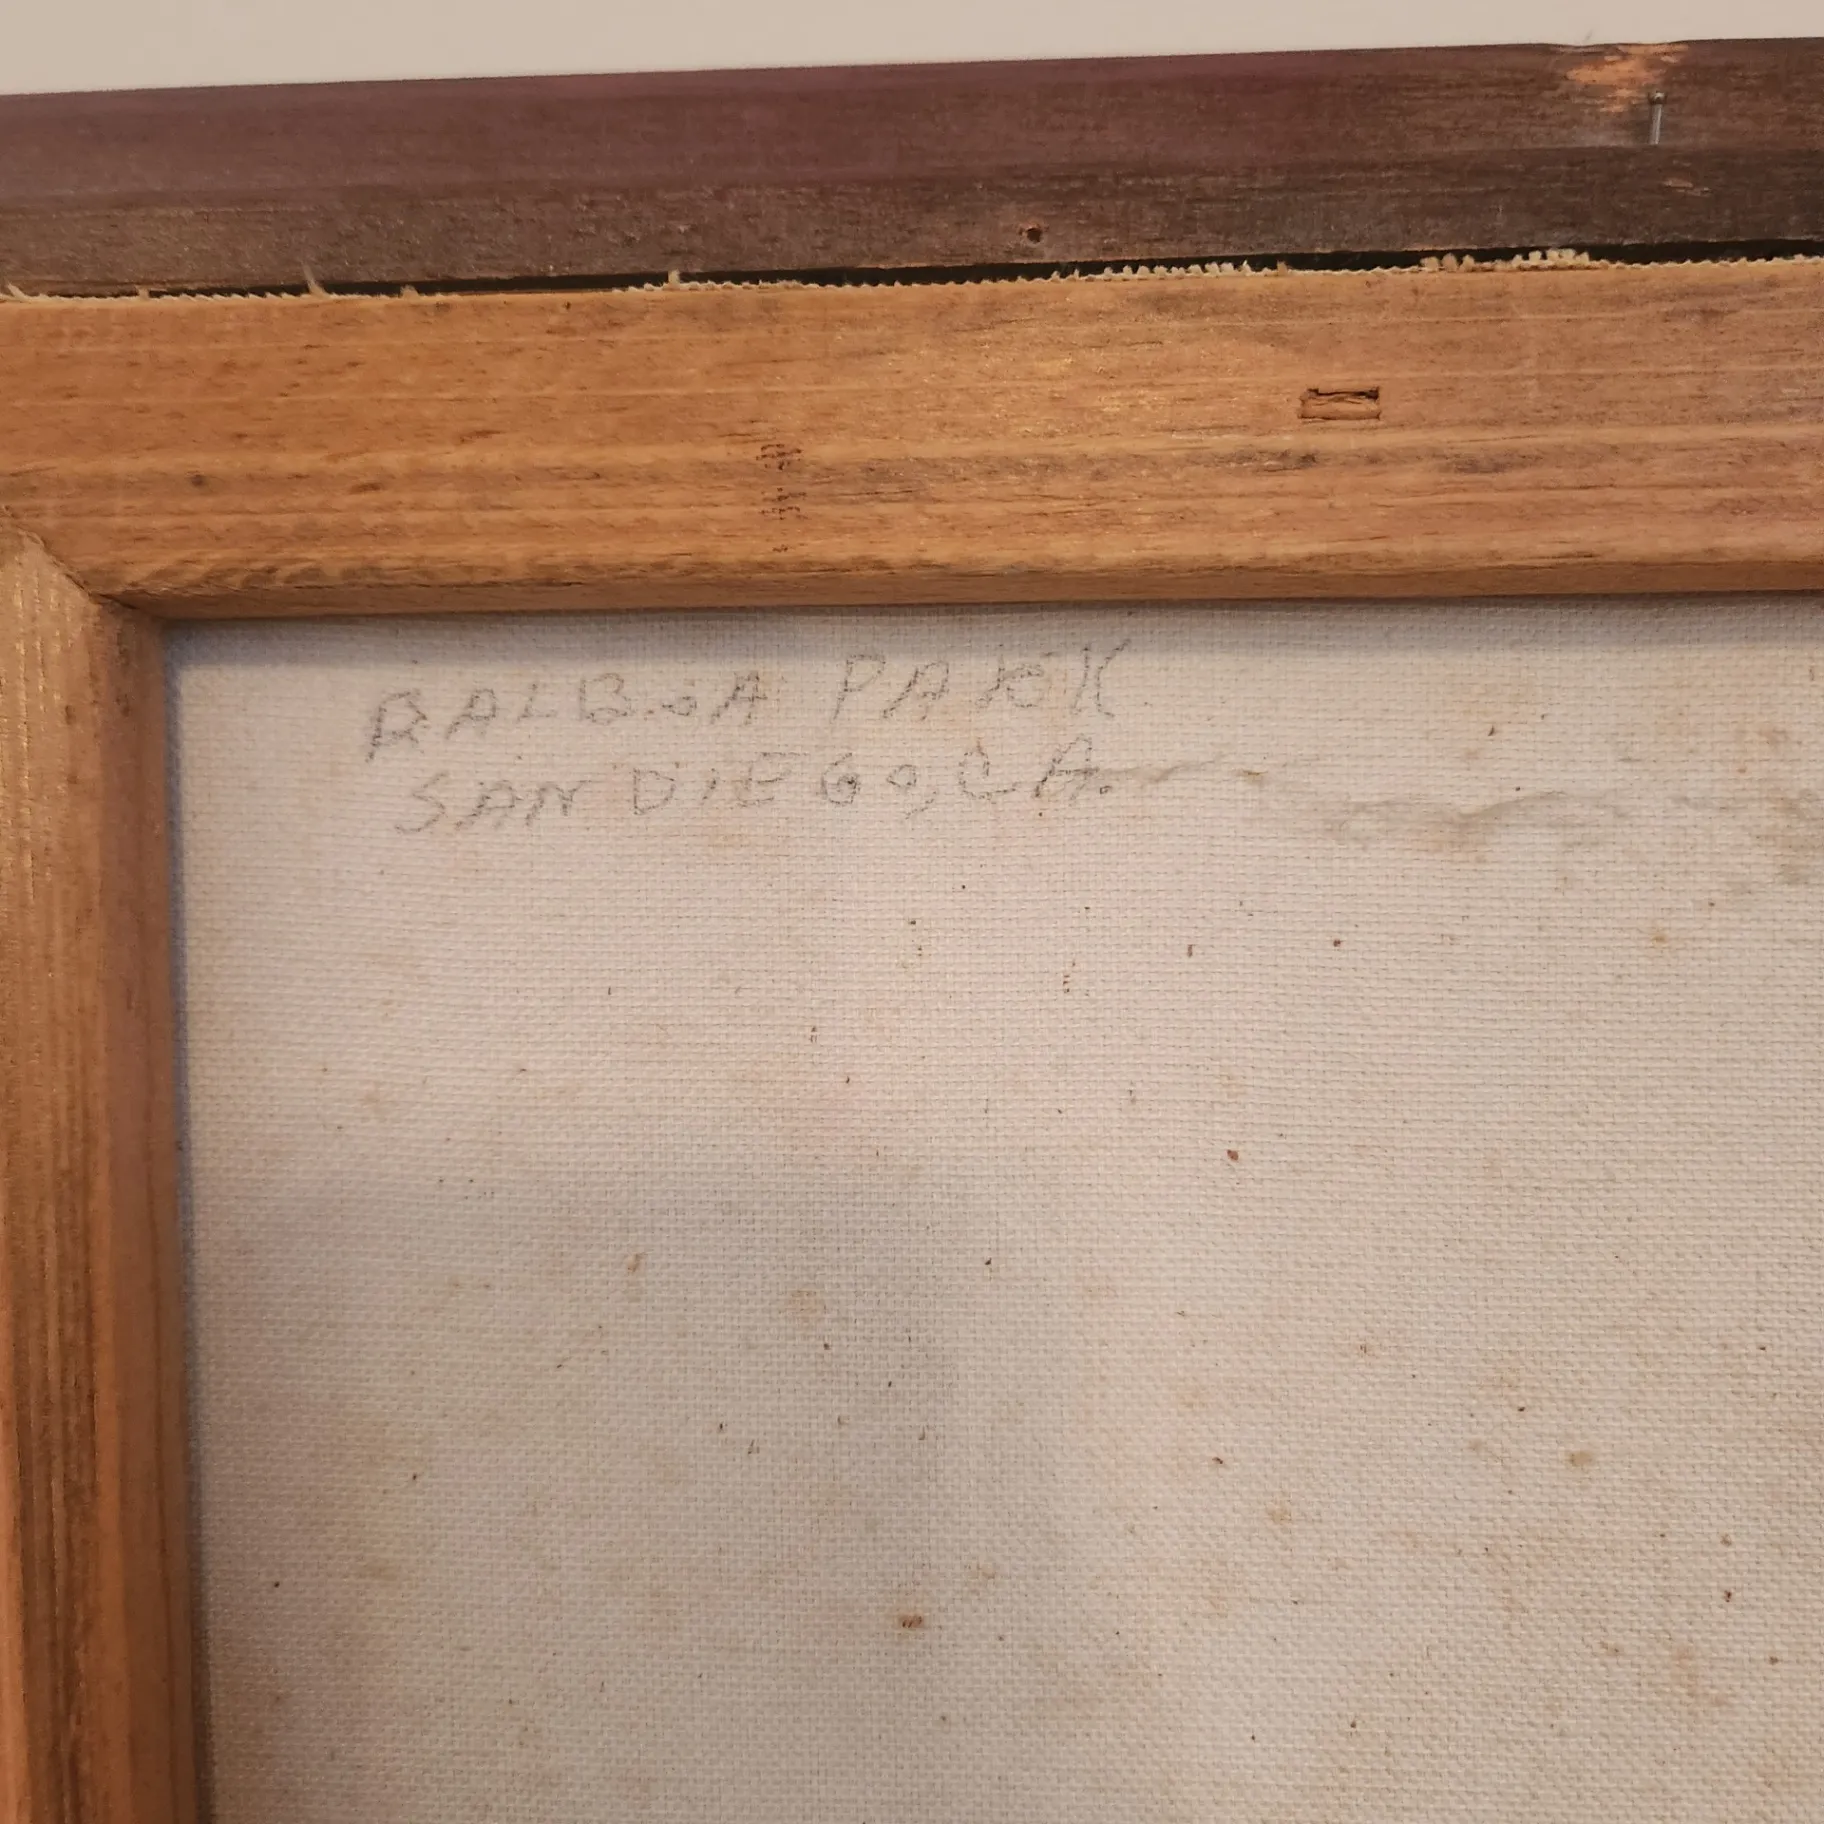 BALBOA PARK
SAN DIEGO, CA.